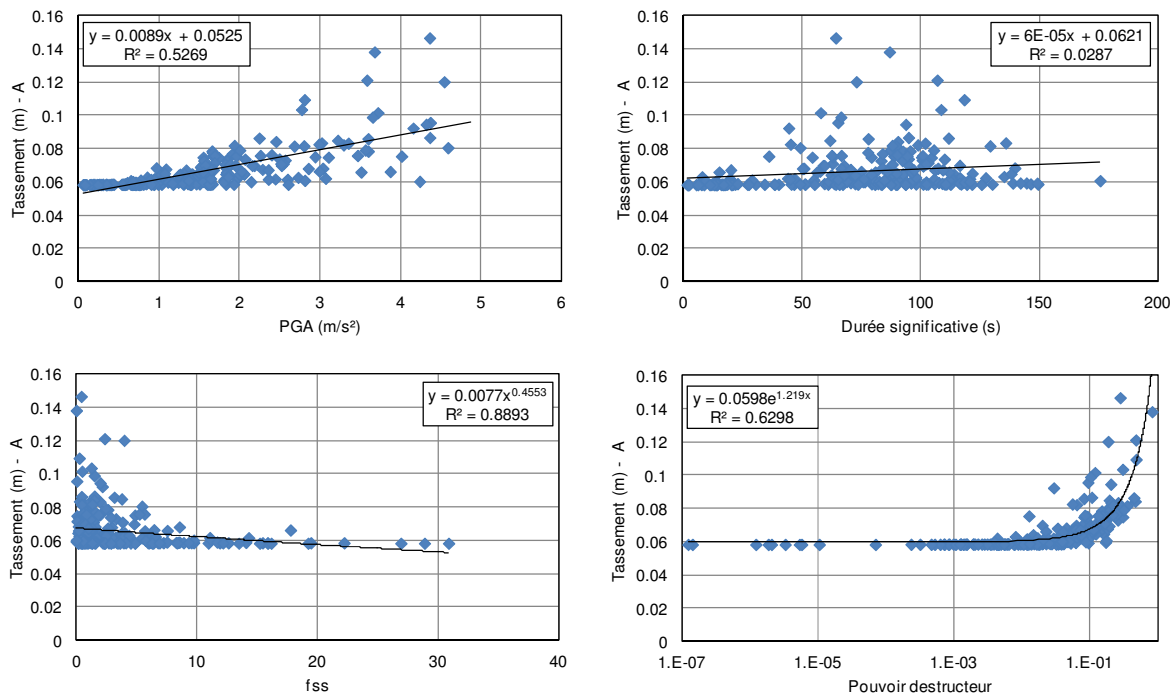 0.16
0.14
0.12
0.1
0.08
0.06
0.04
0.02
0
Tassement (m) - A
y = 0.0089x + 0.0525
R² = 0.5269
0 1 2 3 4 5 6
PGA (m/s²)
0.16
0.14
0.12
0.1
0.08
0.06
0.04
0.02
0
Tassement (m) - A
y = 6E-05x + 0.0621
R² = 0.0287
0 50 100 150 200
Durée significative (s)
0.16
0.14
0.12
0.1
0.08
0.06
0.04
0.02
0
Tassement (m) - A
y = 0.0077x^0.4553
R² = 0.8893
0 10 20 30 40
fss
0.16
0.14
0.12
0.1
0.08
0.06
0.04
0.02
0
Tassement (m) - A
y = 0.0598e^1.219x
R² = 0.6298
1.E-07 1.E-05 1.E-03 1.E-01
Pouvoir destructeur